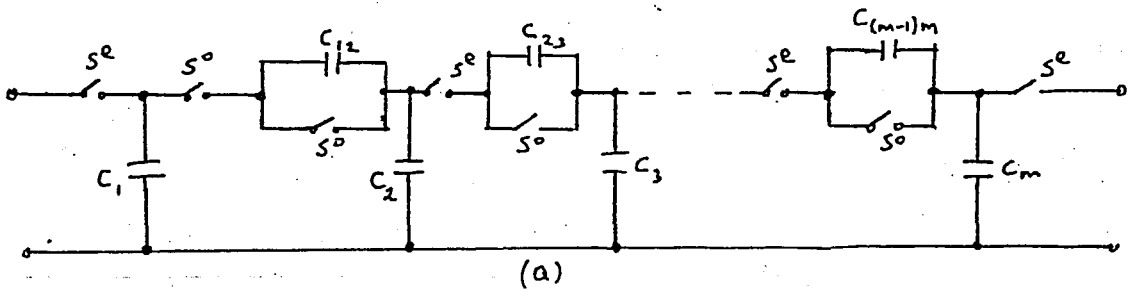 S^e
S^o
C_12
S^o
C_1
C_2
S^e
C_23
S^o
C_3
S^e
C_(m-1)m
S^o
C_m
S^e
(a)